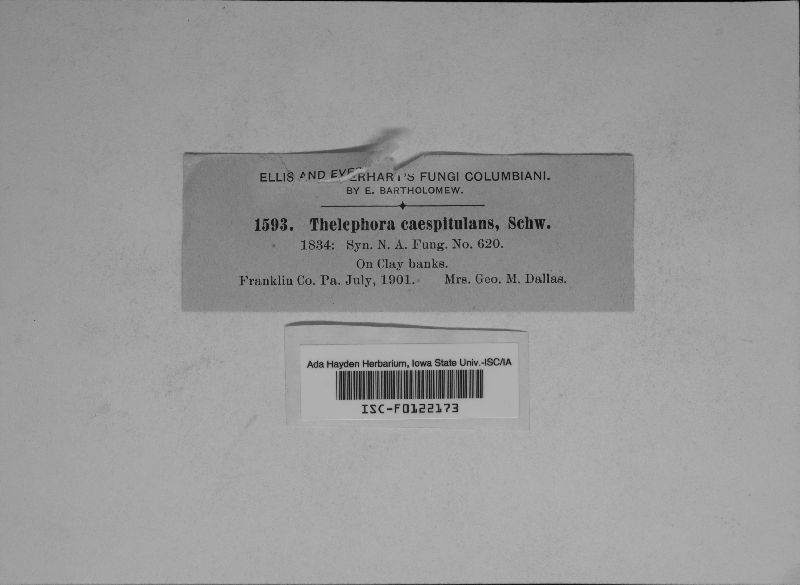 ELLIS AND EVERHART'S FUNGI COLUMBIANI.
BY E. BARTHOLOMEW.
1593. Thelephora caespitulans, Schw.
1834: Syn. N. A. Fung. No. 620.
On Clay banks.
Franklin Co. Pa. July, 1901. Mrs. Geo. M. Dallas.
Ada Hayden Herbarium, Iowa State Univ.-ISC/IA
ISC-F0122173